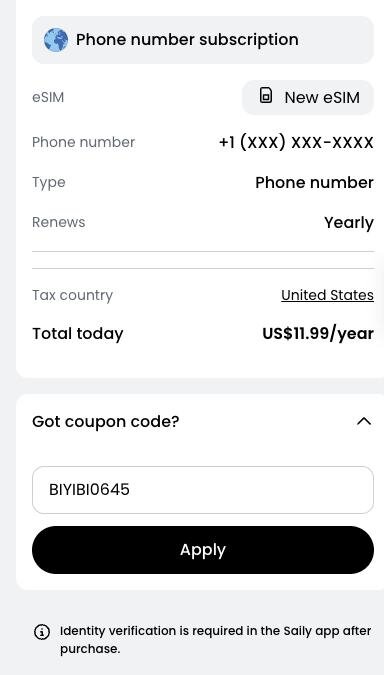 Phone number subscription
eSIM New eSIM
Phone number +1 (XXX) XXX-XXXX
Type Phone number
Renews Yearly
Tax country United States
Total today US$11.99/year
Got coupon code?
BIYIBI0645
Apply
Identity verification is required in the Saily app after
purchase.